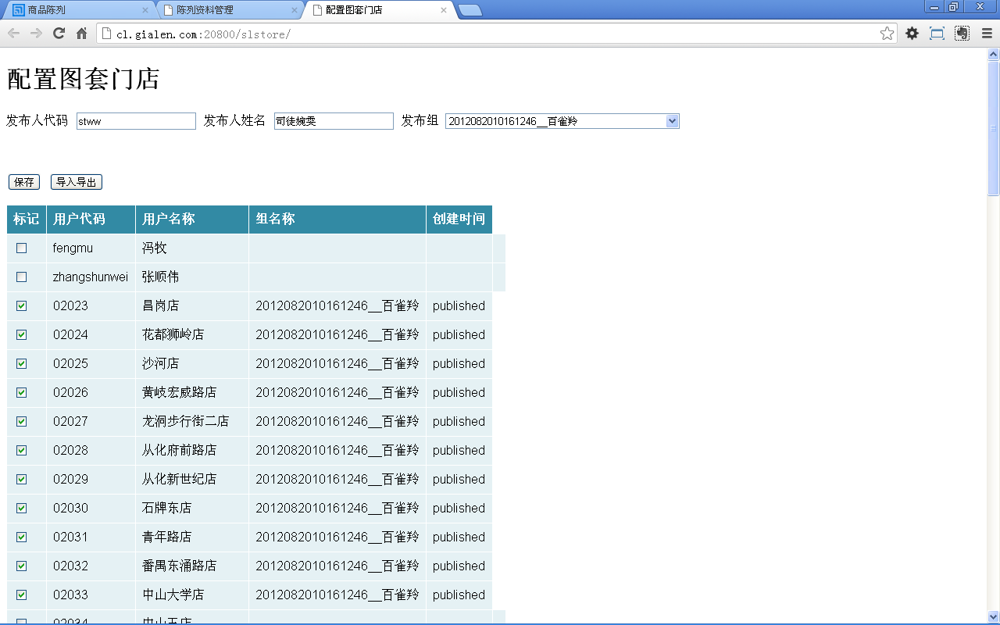 商品陈列 陈列资料管理 配置图套门店
cl.gialen.com:20800/slstore/
配置图套门店
发布人代码 stww 发布人姓名 司徒婉雯 发布组 2012082010161246__百雀羚
保存 导入导出
标记 用户代码 用户名称 组名称 创建时间
fengmu 冯牧
zhangshunwei 张顺伟
02023 昌岗店 2012082010161246__百雀羚 published
02024 花都狮岭店 2012082010161246__百雀羚 published
02025 沙河店 2012082010161246__百雀羚 published
02026 黄岐宏威路店 2012082010161246__百雀羚 published
02027 龙洞步行街二店 2012082010161246__百雀羚 published
02028 从化府前路店 2012082010161246__百雀羚 published
02029 从化新世纪店 2012082010161246__百雀羚 published
02030 石牌东店 2012082010161246__百雀羚 published
02031 青年路店 2012082010161246__百雀羚 published
02032 番禺东涌路店 2012082010161246__百雀羚 published
02033 中山大学店 2012082010161246__百雀羚 published
02034 中山五店